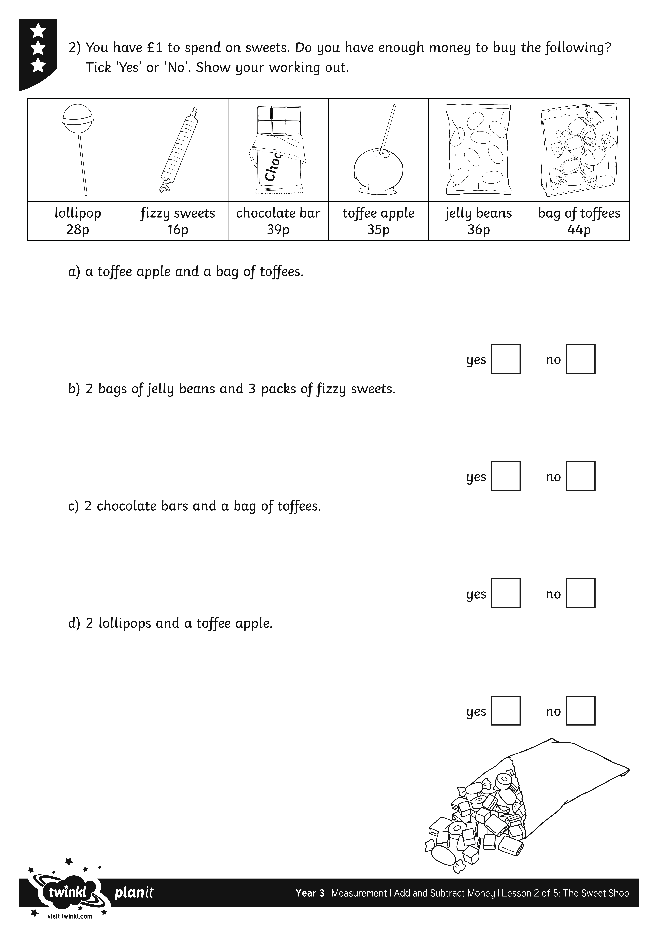 2) You have £1 to spend on sweets. Do you have enough money to buy the following?
Tick ‘Yes’ or ‘No’. Show your working out.
Choc
lollipop fizzy sweets chocolate bar toffee apple jelly beans bag of toffees
28p 16p 39p 35p 36p 44p
a) a toffee apple and a bag of toffees.
yes no
b) 2 bags of jelly beans and 3 packs of fizzy sweets.
yes no
c) 2 chocolate bars and a bag of toffees.
yes no
d) 2 lollipops and a toffee apple.
yes no
twinkl planit Year 3 Measurement | Add and Subtract Money | Lesson 2 of 5: The Sweet Shop
visit twinkl.com